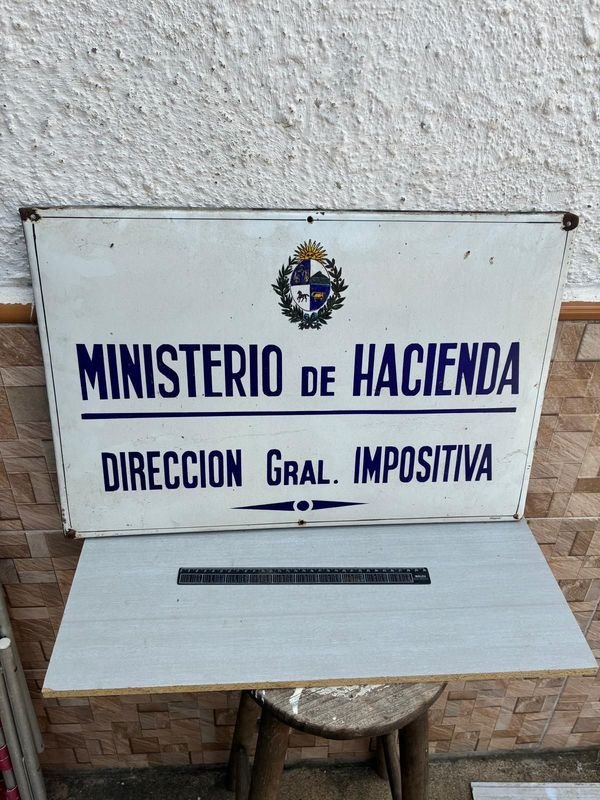 MINISTERIO DE HACIENDA
DIRECCION GRAL. IMPOSITIVA